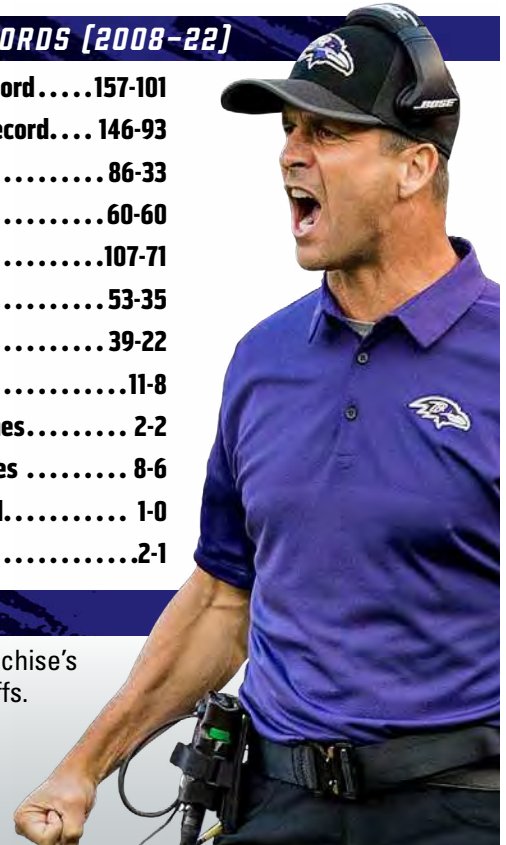 ORDS (2008–22]
ord.....157-101
ecord.... 146-93
.......... 86-33
.......... 60-60
..........107-71
.......... 53-35
.......... 39-22
............11-8
nes......... 2-2
es ......... 8-6
l........... 1-0
.............2-1
chise's
ffs.
BOSE